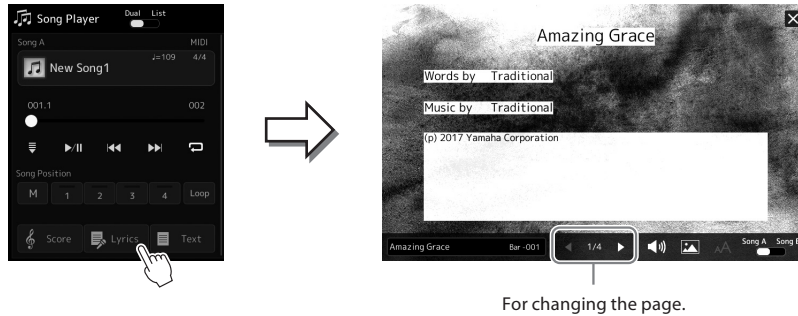 Song Player
Dual List
Song A MIDI
New Song1 ♩=109 4/4
001.1 002
Song Position
M 1 2 3 4 Loop
Score Lyrics Text
Amazing Grace
Words by Traditional
Music by Traditional
(p) 2017 Yamaha Corporation
Amazing Grace Bar -001 1/4 AA Song A Song B
For changing the page.